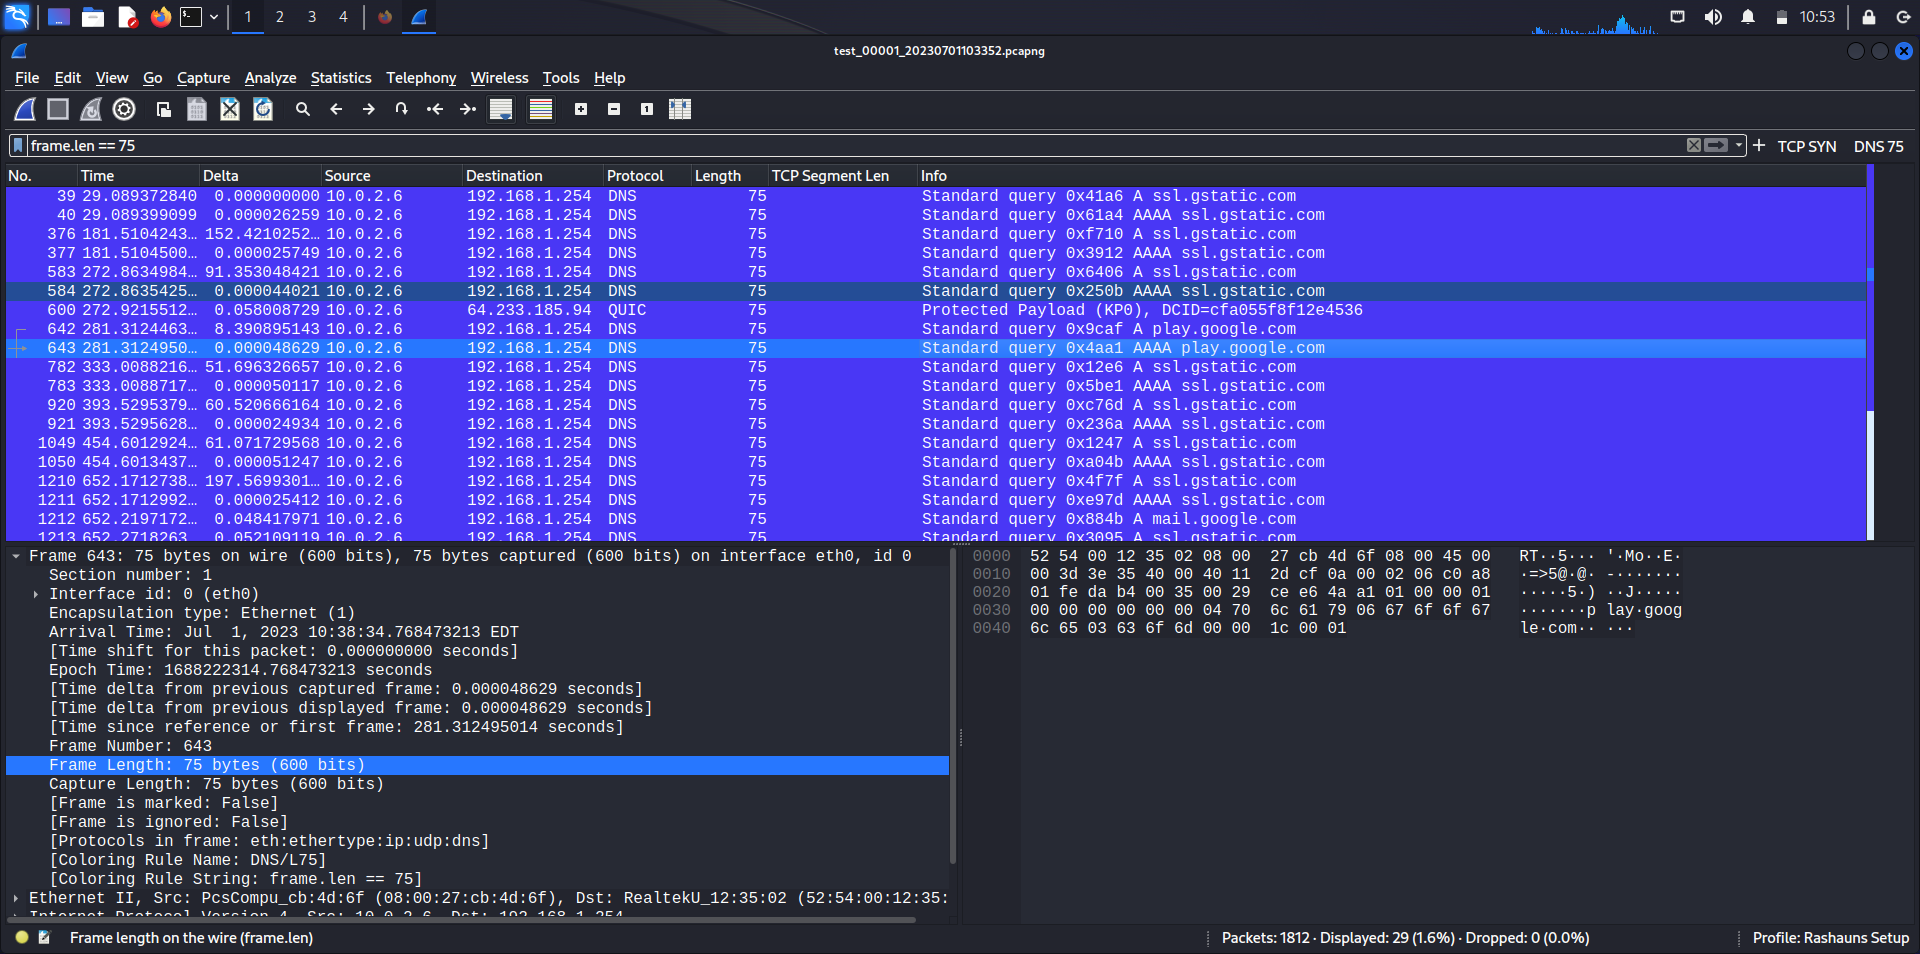 1 2 3 4 10:53
test_00001_20230701103352.pcapng
File Edit View Go Capture Analyze Statistics Telephony Wireless Tools Help
frame.len == 75 TCP SYN DNS 75
No. Time Delta Source Destination Protocol Length TCP Segment Len Info
39 29.089372840 0.000000000 10.0.2.6 192.168.1.254 DNS 75 Standard query 0x41a6 A ssl.gstatic.com
40 29.089399099 0.000026259 10.0.2.6 192.168.1.254 DNS 75 Standard query 0x61a4 AAAA ssl.gstatic.com
376 181.5104243… 152.4210252… 10.0.2.6 192.168.1.254 DNS 75 Standard query 0xf710 A ssl.gstatic.com
377 181.5104500… 0.000025749 10.0.2.6 192.168.1.254 DNS 75 Standard query 0x3912 AAAA ssl.gstatic.com
583 272.8634984… 91.353048421 10.0.2.6 192.168.1.254 DNS 75 Standard query 0x6406 A ssl.gstatic.com
584 272.8635425… 0.000044021 10.0.2.6 192.168.1.254 DNS 75 Standard query 0x250b AAAA ssl.gstatic.com
600 272.9215512… 0.058008729 10.0.2.6 64.233.185.94 QUIC 75 Protected Payload (KP0), DCID=cfa055f8f12e4536
642 281.3124463… 8.390895143 10.0.2.6 192.168.1.254 DNS 75 Standard query 0x9caf A play.google.com
643 281.3124950… 0.000048629 10.0.2.6 192.168.1.254 DNS 75 Standard query 0x4aa1 AAAA play.google.com
782 333.0088216… 51.696326657 10.0.2.6 192.168.1.254 DNS 75 Standard query 0x12e6 A ssl.gstatic.com
783 333.0088717… 0.000050117 10.0.2.6 192.168.1.254 DNS 75 Standard query 0x5be1 AAAA ssl.gstatic.com
920 393.5295379… 60.520666164 10.0.2.6 192.168.1.254 DNS 75 Standard query 0xc76d A ssl.gstatic.com
921 393.5295628… 0.000024934 10.0.2.6 192.168.1.254 DNS 75 Standard query 0x236a AAAA ssl.gstatic.com
1049 454.6012924… 61.071729568 10.0.2.6 192.168.1.254 DNS 75 Standard query 0x1247 A ssl.gstatic.com
1050 454.6013437… 0.000051247 10.0.2.6 192.168.1.254 DNS 75 Standard query 0xa04b AAAA ssl.gstatic.com
1210 652.1712738… 197.5699301… 10.0.2.6 192.168.1.254 DNS 75 Standard query 0x4f7f A ssl.gstatic.com
1211 652.1712992… 0.000025412 10.0.2.6 192.168.1.254 DNS 75 Standard query 0xe97d AAAA ssl.gstatic.com
1212 652.2197172… 0.048417971 10.0.2.6 192.168.1.254 DNS 75 Standard query 0x884b A mail.google.com
1213 652.2718263 0.052109119 10.0.2.6 192.168.1.254 DNS 75 Standard query 0x3095 A ssl.gstatic.com
Frame 643: 75 bytes on wire (600 bits), 75 bytes captured (600 bits) on interface eth0, id 0
Section number: 1
Interface id: 0 (eth0)
Encapsulation type: Ethernet (1)
Arrival Time: Jul  1, 2023 10:38:34.768473213 EDT
[Time shift for this packet: 0.000000000 seconds]
Epoch Time: 1688222314.768473213 seconds
[Time delta from previous captured frame: 0.000048629 seconds]
[Time delta from previous displayed frame: 0.000048629 seconds]
[Time since reference or first frame: 281.312495014 seconds]
Frame Number: 643
Frame Length: 75 bytes (600 bits)
Capture Length: 75 bytes (600 bits)
[Frame is marked: False]
[Frame is ignored: False]
[Protocols in frame: eth:ethertype:ip:udp:dns]
[Coloring Rule Name: DNS/L75]
[Coloring Rule String: frame.len == 75]
Ethernet II, Src: PcsCompu_cb:4d:6f (08:00:27:cb:4d:6f), Dst: RealtekU_12:35:02 (52:54:00:12:35:
Internet Protocol Version 4, Src: 10.0.2.6, Dst: 192.168.1.254
0000 52 54 00 12 35 02 08 00 27 cb 4d 6f 08 00 45 00 RT··5··· '·Mo··E·
0010 00 3d 3e 35 40 00 40 11 2d cf 0a 00 02 06 c0 a8 ·=>5@·@· -·······
0020 01 fe da b4 00 35 00 29 ce e6 4a a1 01 00 00 01 ·····5·) ··J·····
0030 00 00 00 00 00 00 04 70 6c 61 79 06 67 6f 6f 67 ·······p lay·goog
0040 6c 65 03 63 6f 6d 00 00 1c 00 01 le·com·· ···
Frame length on the wire (frame.len) Packets: 1812 · Displayed: 29 (1.6%) · Dropped: 0 (0.0%) Profile: Rashauns Setup